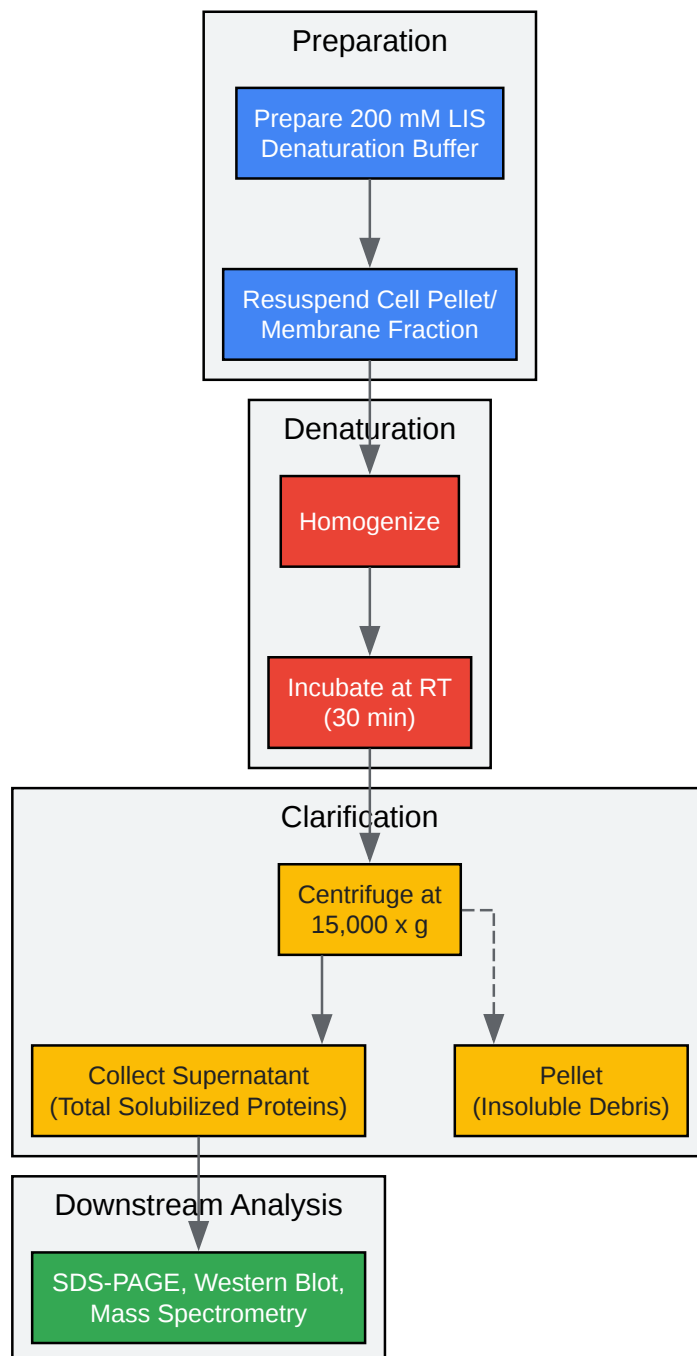 Preparation
Prepare 200 mM LIS
Denaturation Buffer
Resuspend Cell Pellet/
Membrane Fraction
Denaturation
Homogenize
Incubate at RT
(30 min)
Clarification
Centrifuge at
15,000 x g
Collect Supernatant
(Total Solubilized Proteins)
Pellet
(Insoluble Debris)
Downstream Analysis
SDS-PAGE, Western Blot,
Mass Spectrometry